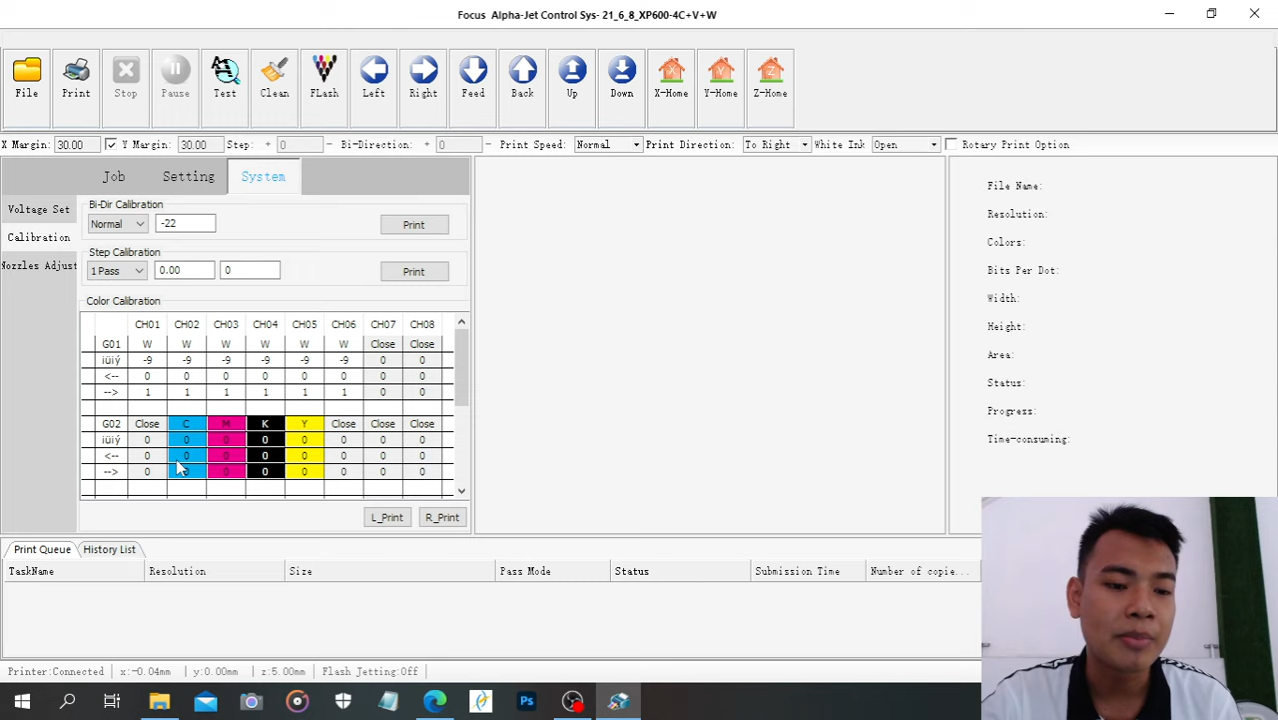 Focus Alpha-Jet Control Sys- 21_6_8_XP600-4C+V+W
File Print Stop Pause Test Clean FLash Left Right Feed Back Up Down X-Home Y-Home Z-Home
X Margin: 30.00 Y Margin: 30.00 Step: + 0 - Bi-Direction: + 0 - Print Speed: Normal Print Direction: To Right White Ink Open Rotary Print Option
Job Setting System
Voltage Set
Calibration
Nozzles Adjust
Bi-Dir Calibration
Normal -22 Print
Step Calibration
1 Pass 0.00 0 Print
Color Calibration
CH01 CH02 CH03 CH04 CH05 CH06 CH07 CH08
G01 W W W W W W Close Close
ïüïý -9 -9 -9 -9 -9 -9 0 0
<-- 0 0 0 0 0 0 0 0
--> 1 1 1 1 1 1 0 0
G02 Close C M K Y Close Close Close
ïüïý 0 0 0 0 0 0 0 0
<-- 0 0 0 0 0 0 0 0
--> 0 0 0 0 0 0 0 0
L_Print R_Print
File Name:
Resolution:
Colors:
Bits Per Dot:
Width:
Height:
Area:
Status:
Progress:
Time-consuming:
Print Queue History List
TaskName Resolution Size Pass Mode Status Submission Time Number of copie...
Printer:Connected x:-0.04mm y:0.00mm z:5.00mm Flash Jetting:Off
Ps